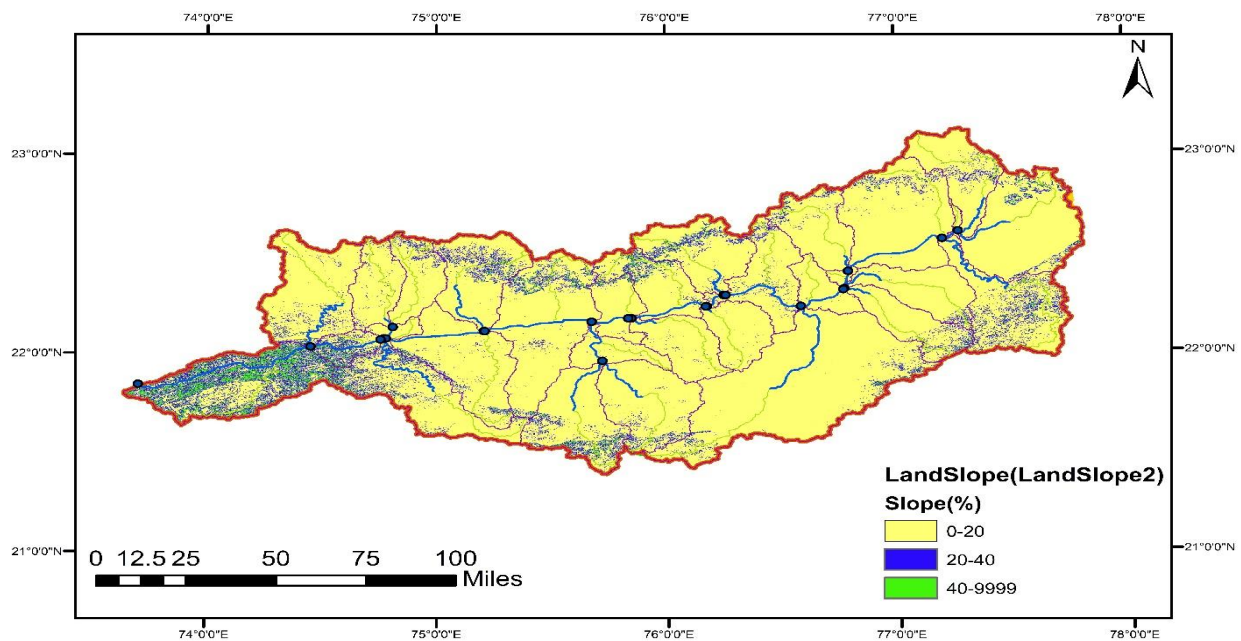 74°0'0"E 75°0'0"E 76°0'0"E 77°0'0"E 78°0'0"E
N
23°0'0"N 23°0'0"N
22°0'0"N 22°0'0"N
LandSlope(LandSlope2)
Slope(%)
0-20
20-40
40-9999
21°0'0"N 21°0'0"N
0 12.5 25 50 75 100
Miles
74°0'0"E 75°0'0"E 76°0'0"E 77°0'0"E